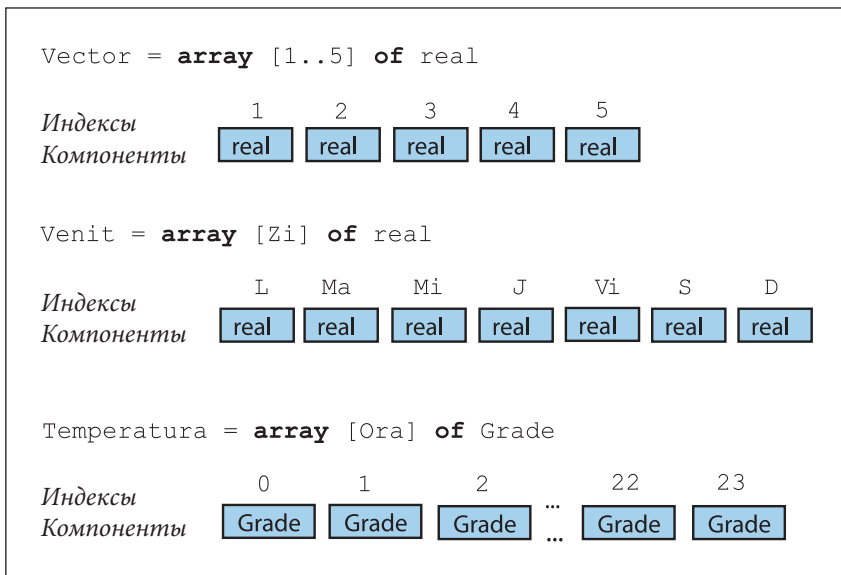 Vector = array [1..5] of real
Индексы 1 2 3 4 5
Компоненты real real real real real
Venit = array [Zi] of real
Индексы L Ma Mi J Vi S D
Компоненты real real real real real real real
Temperatura = array [Ora] of Grade
Индексы 0 1 2 ... 22 23
Компоненты Grade Grade Grade ... Grade Grade